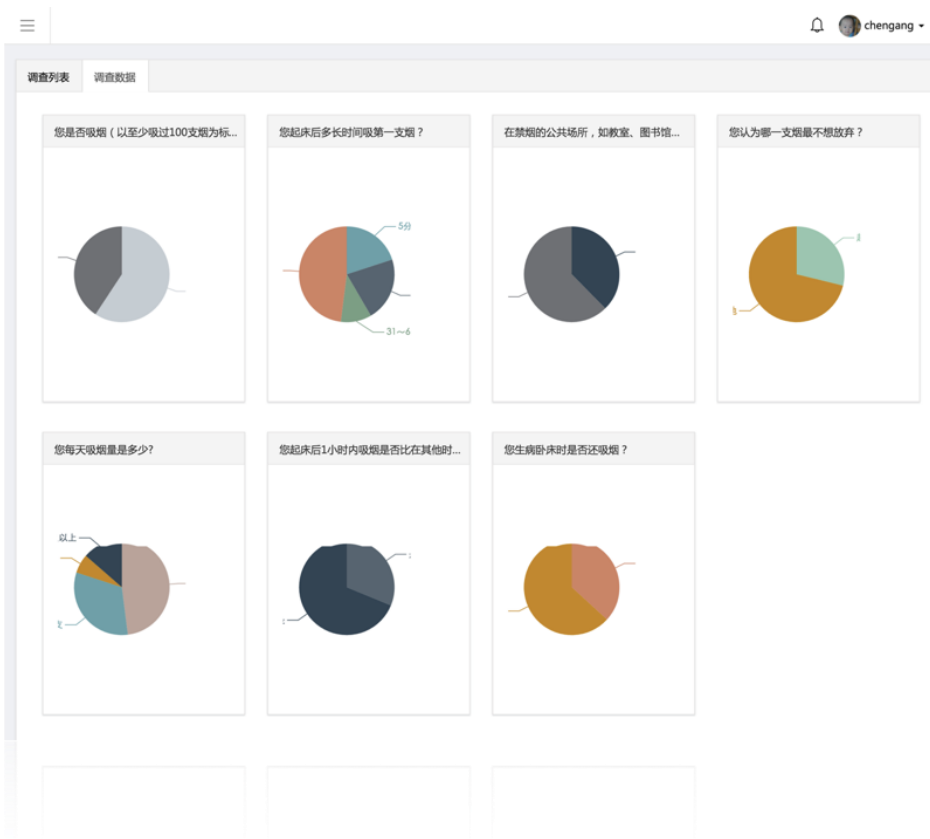 chengang
调查列表
调查数据
您是否吸烟（以至少吸过100支烟为标...
您起床后多长时间吸第一支烟？
在禁烟的公共场所，如教室、图书馆...
您认为哪一支烟最不想放弃？
5分
31～6
您每天吸烟量是多少?
您起床后1小时内吸烟是否比在其他时...
您生病卧床时是否还吸烟？
以上